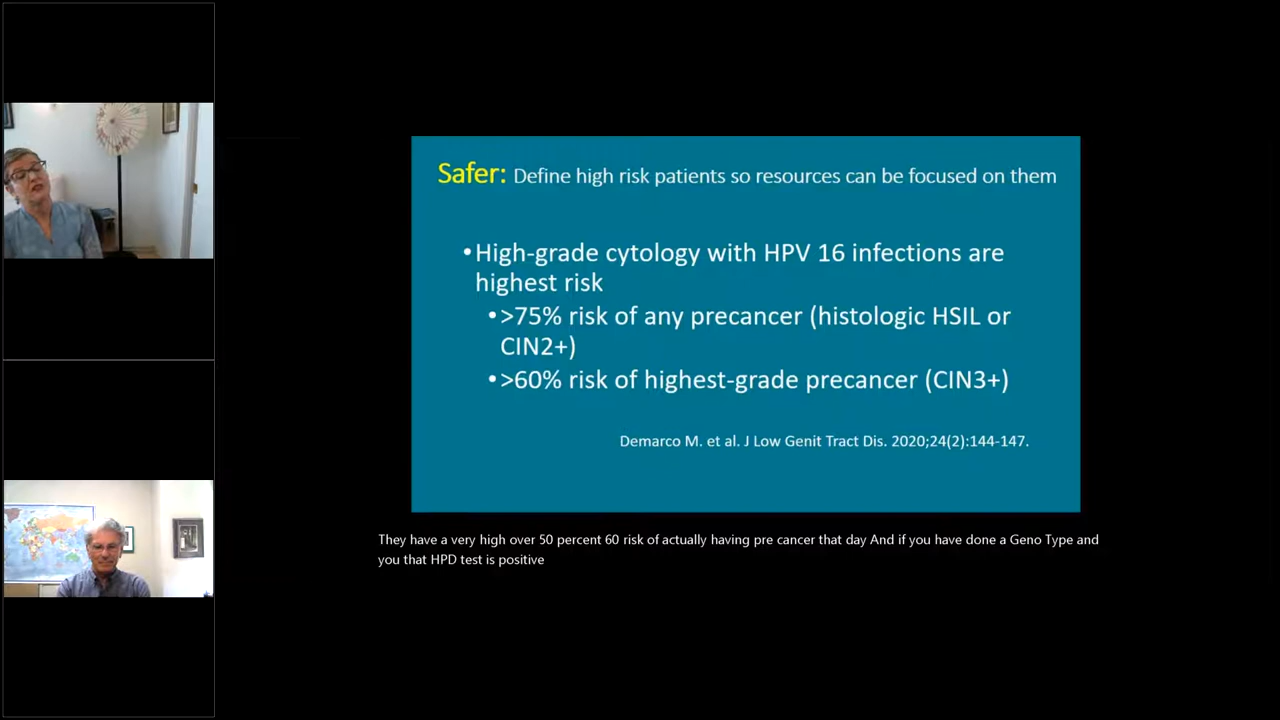 Safer: Define high risk patients so resources can be focused on them
•High-grade cytology with HPV 16 infections are
highest risk
•>75% risk of any precancer (histologic HSIL or
CIN2+)
•>60% risk of highest-grade precancer (CIN3+)
Demarco M. et al. J Low Genit Tract Dis. 2020;24(2):144-147.
They have a very high over 50 percent 60 risk of actually having pre cancer that day And if you have done a Geno Type and
you that HPD test is positive